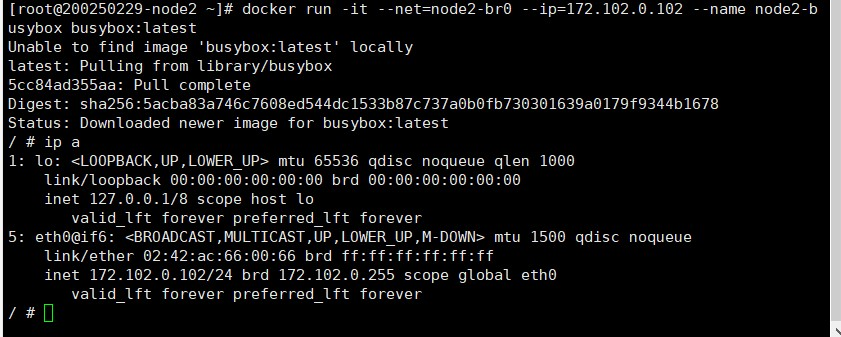 [root@200250229-node2 ~]# docker run -it --net=node2-br0 --ip=172.102.0.102 --name node2-b
usybox busybox:latest
Unable to find image 'busybox:latest' locally
latest: Pulling from library/busybox
5cc84ad355aa: Pull complete
Digest: sha256:5acba83a746c7608ed544dc1533b87c737a0b0fb730301639a0179f9344b1678
Status: Downloaded newer image for busybox:latest
/ # ip a
1: lo: <LOOPBACK,UP,LOWER_UP> mtu 65536 qdisc noqueue qlen 1000
    link/loopback 00:00:00:00:00:00 brd 00:00:00:00:00:00
    inet 127.0.0.1/8 scope host lo
       valid_lft forever preferred_lft forever
5: eth0@if6: <BROADCAST,MULTICAST,UP,LOWER_UP,M-DOWN> mtu 1500 qdisc noqueue
    link/ether 02:42:ac:66:00:66 brd ff:ff:ff:ff:ff:ff
    inet 172.102.0.102/24 brd 172.102.0.255 scope global eth0
       valid_lft forever preferred_lft forever
/ #